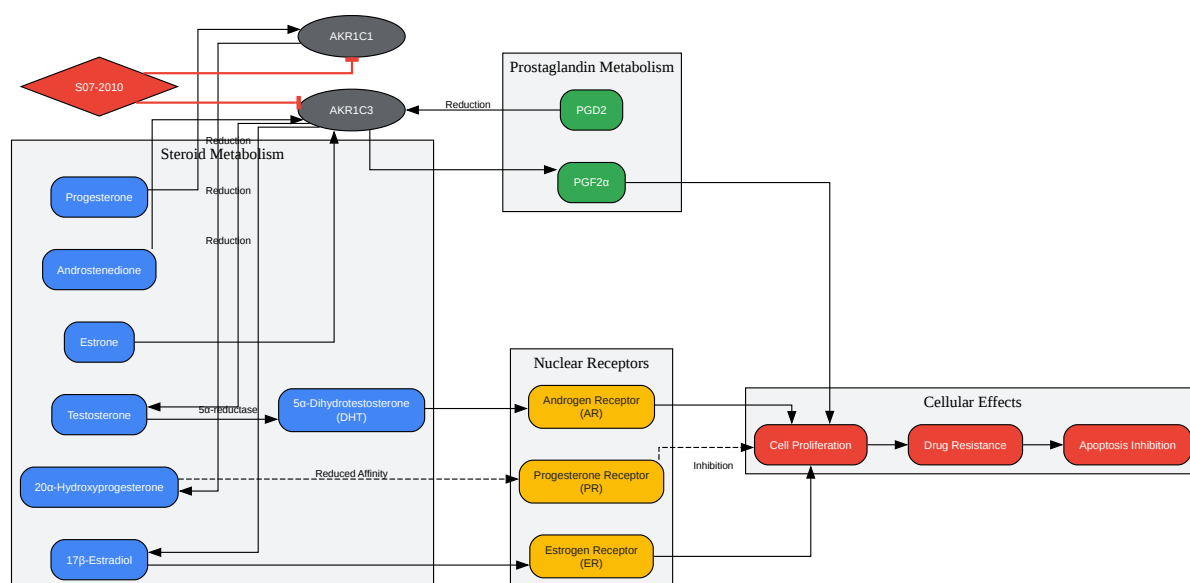 AKR1C1
S07-2010
AKR1C3
Prostaglandin Metabolism
PGD2
Reduction
PGF2α
Reduction
Steroid Metabolism
Progesterone
Reduction
Androstenedione
Reduction
Estrone
Testosterone
5α-reductase
5α-Dihydrotestosterone
(DHT)
20α-Hydroxyprogesterone
Reduced Affinity
17β-Estradiol
Nuclear Receptors
Androgen Receptor
(AR)
Progesterone Receptor
(PR)
Inhibition
Estrogen Receptor
(ER)
Cellular Effects
Cell Proliferation
Drug Resistance
Apoptosis Inhibition